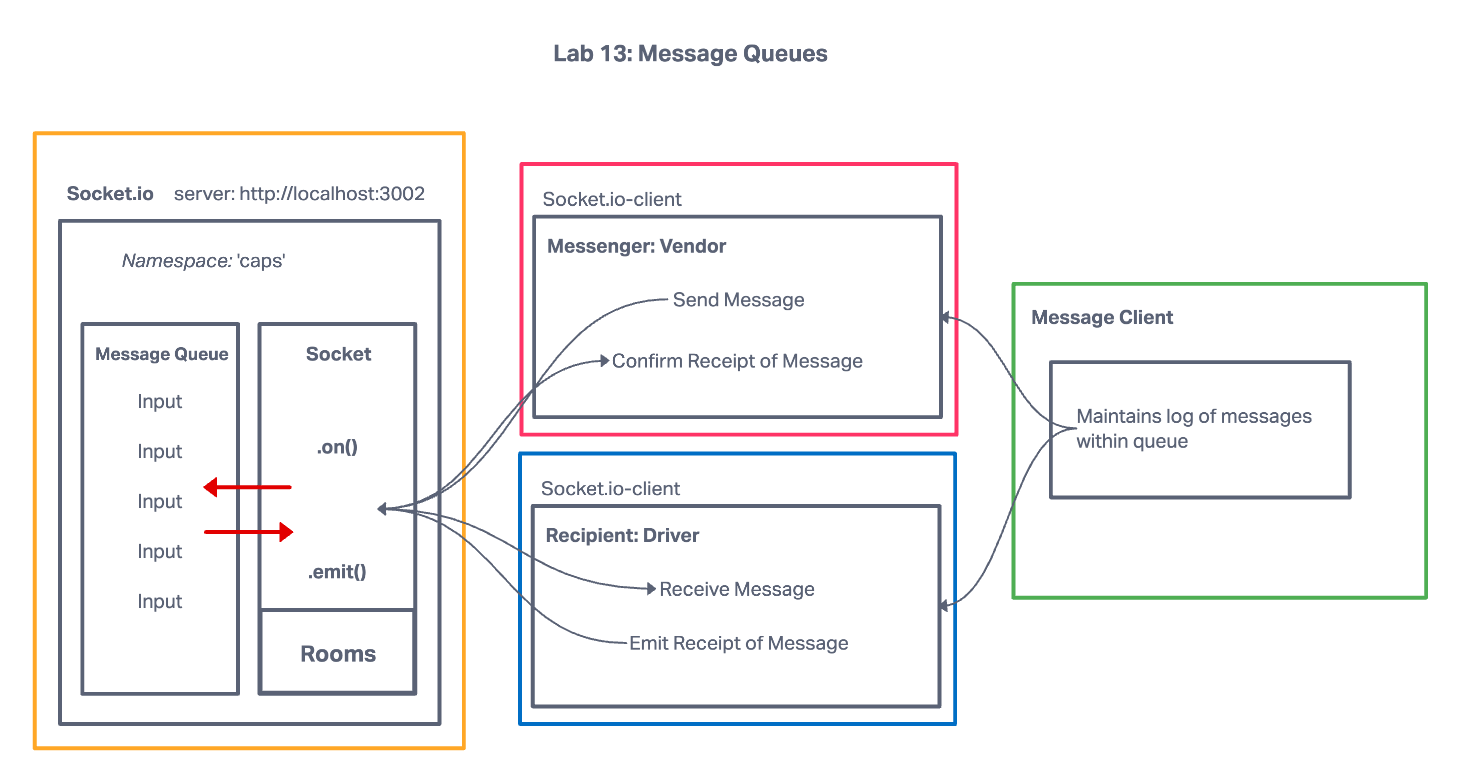 Lab 13: Message Queues
Socket.io server: http://localhost:3002
Namespace: 'caps'
Message Queue
Input
Input
Input
Input
Input
Socket
.on()
.emit()
Rooms
Socket.io-client
Messenger: Vendor
Send Message
Confirm Receipt of Message
Socket.io-client
Recipient: Driver
Receive Message
Emit Receipt of Message
Message Client
Maintains log of messages
within queue